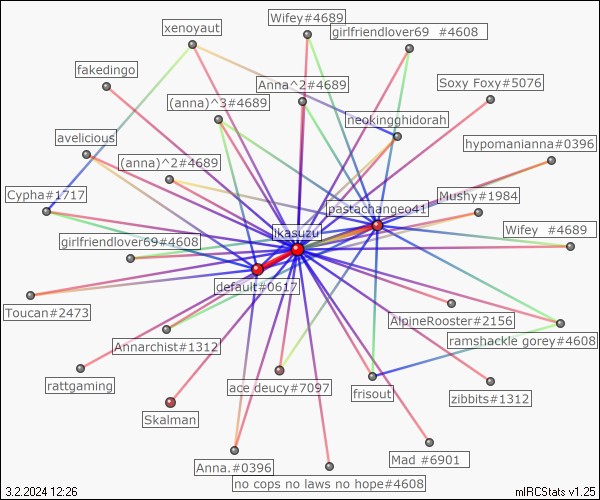 Wifey#4689
xenoyaut
girlfriendlover69 #4608
fakedingo
Anna^2#4689
Soxy Foxy#5076
(anna)^3#4689
neokingghidorah
avelicious
hypomanianna#0396
(anna)^2#4689
Cypha#1717
Mushy#1984
pastachangeo41
ikasuzu
Wifey #4689
girlfriendlover69#4608
default#0617
Toucan#2473
AlpineRooster#2156
Annarchist#1312
ramshackle gorey#4608
rattgaming
ace deucy#7097
frisout
zibbits#1312
Skalman
Mad #6901
Anna.#0396
no cops no laws no hope#4608
3.2.2024 12:26
mIRCStats v1.25